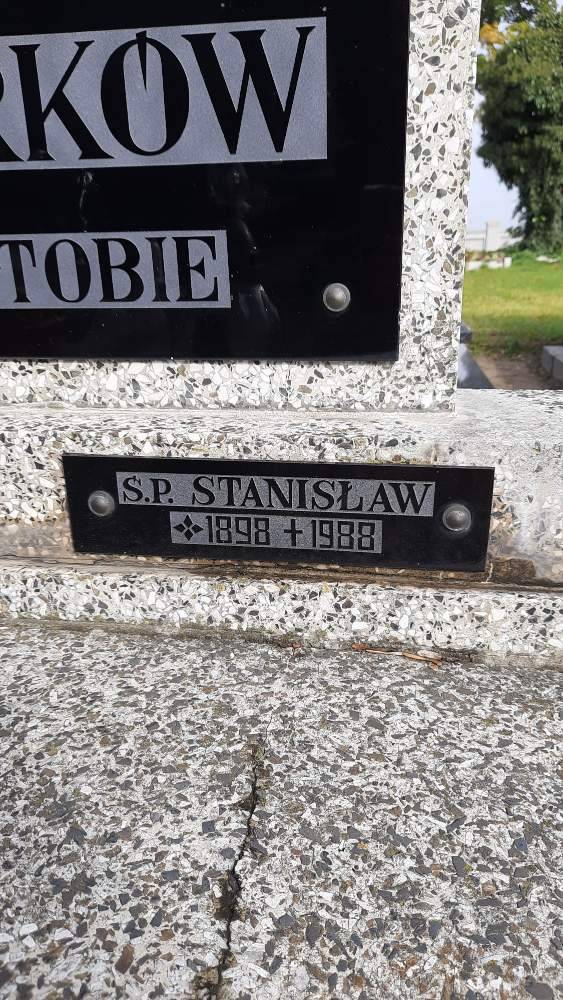 RKÓW
TOBIE
S.P. STANISŁAW
1898 + 1988